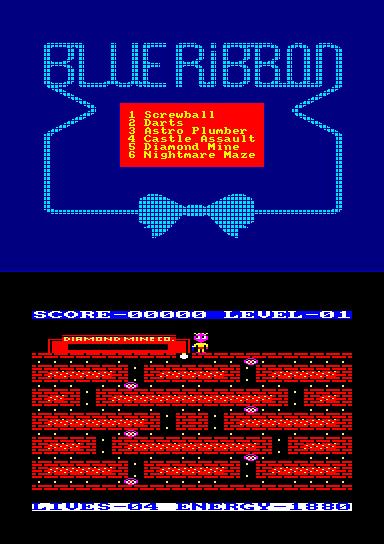 BLUE RIBBON
1 Screwball
2 Darts
3 Astro Plumber
4 Castle Assault
5 Diamond Mine
6 Nightmare Maze
SCORE-00000 LEVEL-01
DIAMOND MINE CO.
LIVES-04 ENERGY-1880